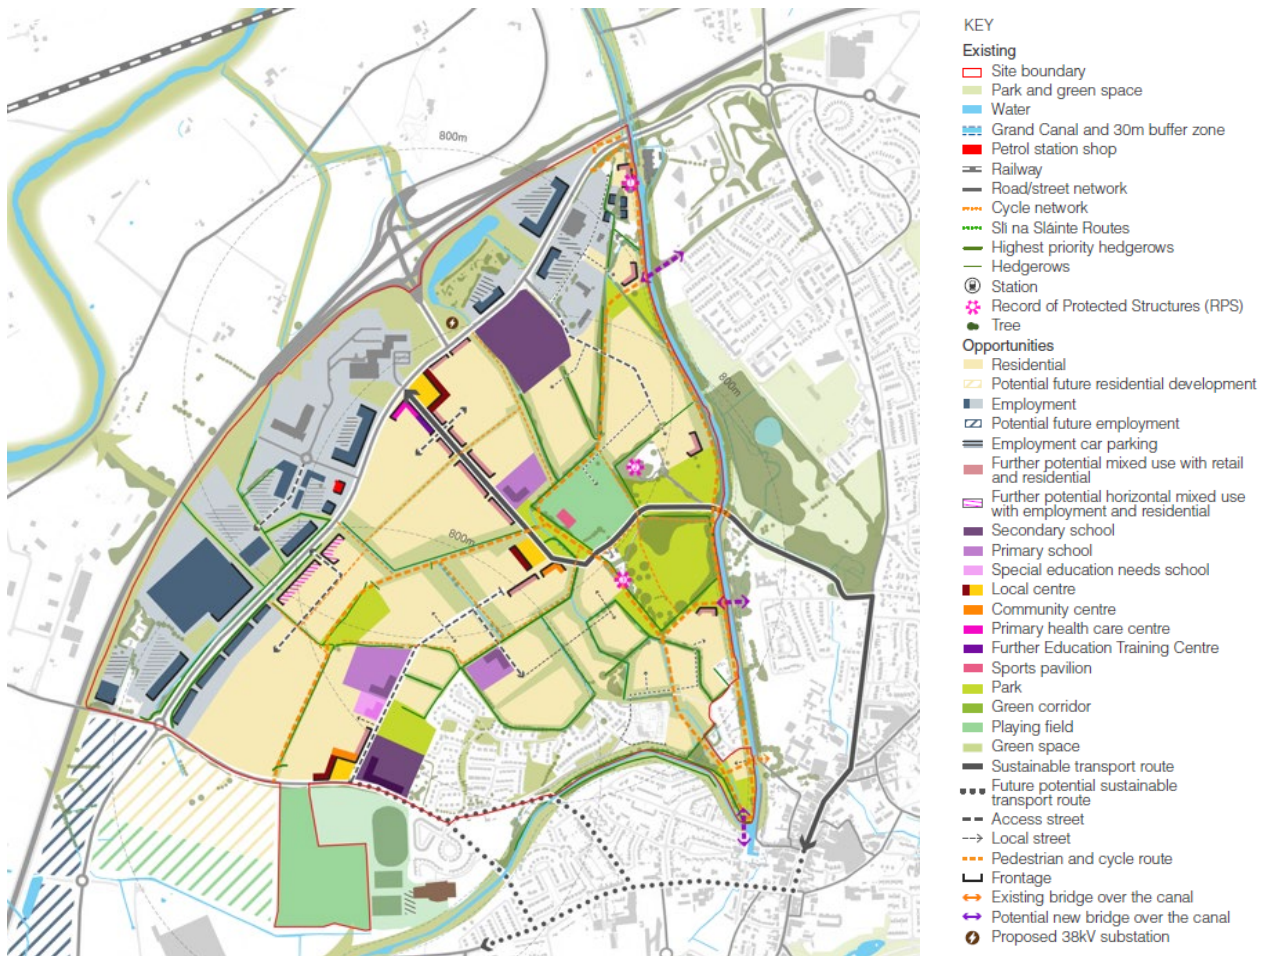 800m
800m
800m
KEY
Existing
Site boundary
Park and green space
Water
Grand Canal and 30m buffer zone
Petrol station shop
Railway
Road/street network
Cycle network
Sli na Sláinte Routes
Highest priority hedgerows
Hedgerows
Station
Record of Protected Structures (RPS)
Tree
Opportunities
Residential
Potential future residential development
Employment
Potential future employment
Employment car parking
Further potential mixed use with retail
and residential
Further potential horizontal mixed use
with employment and residential
Secondary school
Primary school
Special education needs school
Local centre
Community centre
Primary health care centre
Further Education Training Centre
Sports pavilion
Park
Green corridor
Playing field
Green space
Sustainable transport route
Future potential sustainable
transport route
Access street
Local street
Pedestrian and cycle route
Frontage
Existing bridge over the canal
Potential new bridge over the canal
Proposed 38kV substation